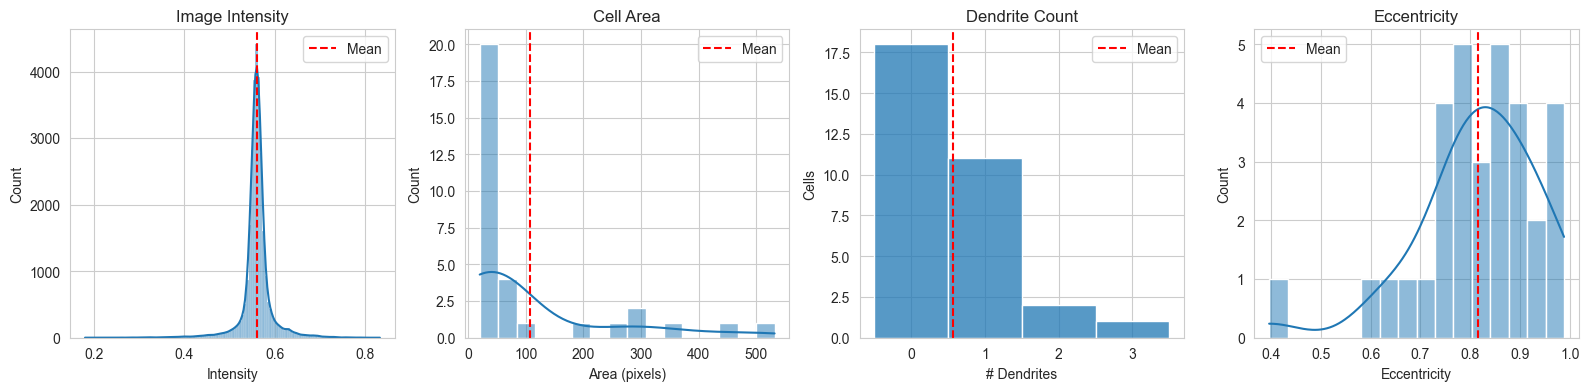 Image Intensity
Mean
4000
3000
2000
1000
0
Count
0.2 0.4 0.6 0.8
Intensity
Cell Area
Mean
20.0
17.5
15.0
12.5
10.0
7.5
5.0
2.5
0.0
Count
0 100 200 300 400 500
Area (pixels)
Dendrite Count
Mean
17.5
15.0
12.5
10.0
7.5
5.0
2.5
0.0
Cells
0 1 2 3
# Dendrites
Eccentricity
Mean
5
4
3
2
1
0
Count
0.4 0.5 0.6 0.7 0.8 0.9 1.0
Eccentricity